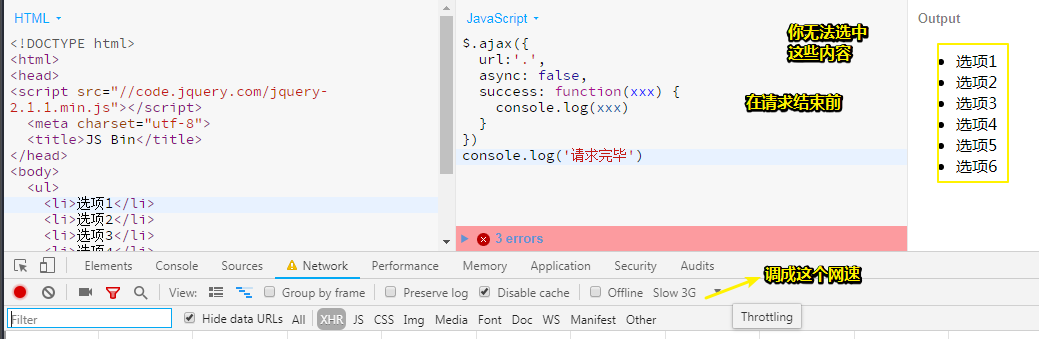 HTML
JavaScript
Output
<!DOCTYPE html>
<html>
<head>
<script src="//code.jquery.com/jquery-
2.1.1.min.js"></script>
<meta charset="utf-8">
<title>JS Bin</title>
</head>
<body>
<ul>
<li>选项1</li>
<li>选项2</li>
<li>选项3</li>
<li>选项4</li>
$.ajax({
url:'.',
async: false,
success: function(xxx) {
console.log(xxx)
}
})
console.log('请求完毕')
3 errors
你无法选中
这些内容
在请求结束前
选项1
选项2
选项3
选项4
选项5
选项6
Elements Console Sources Network Performance Memory Application Security Audits
调成这个网速
View: Group by frame Preserve log Disable cache Offline Slow 3G
Throttling
Filter Hide data URLs All XHR JS CSS Img Media Font Doc WS Manifest Other